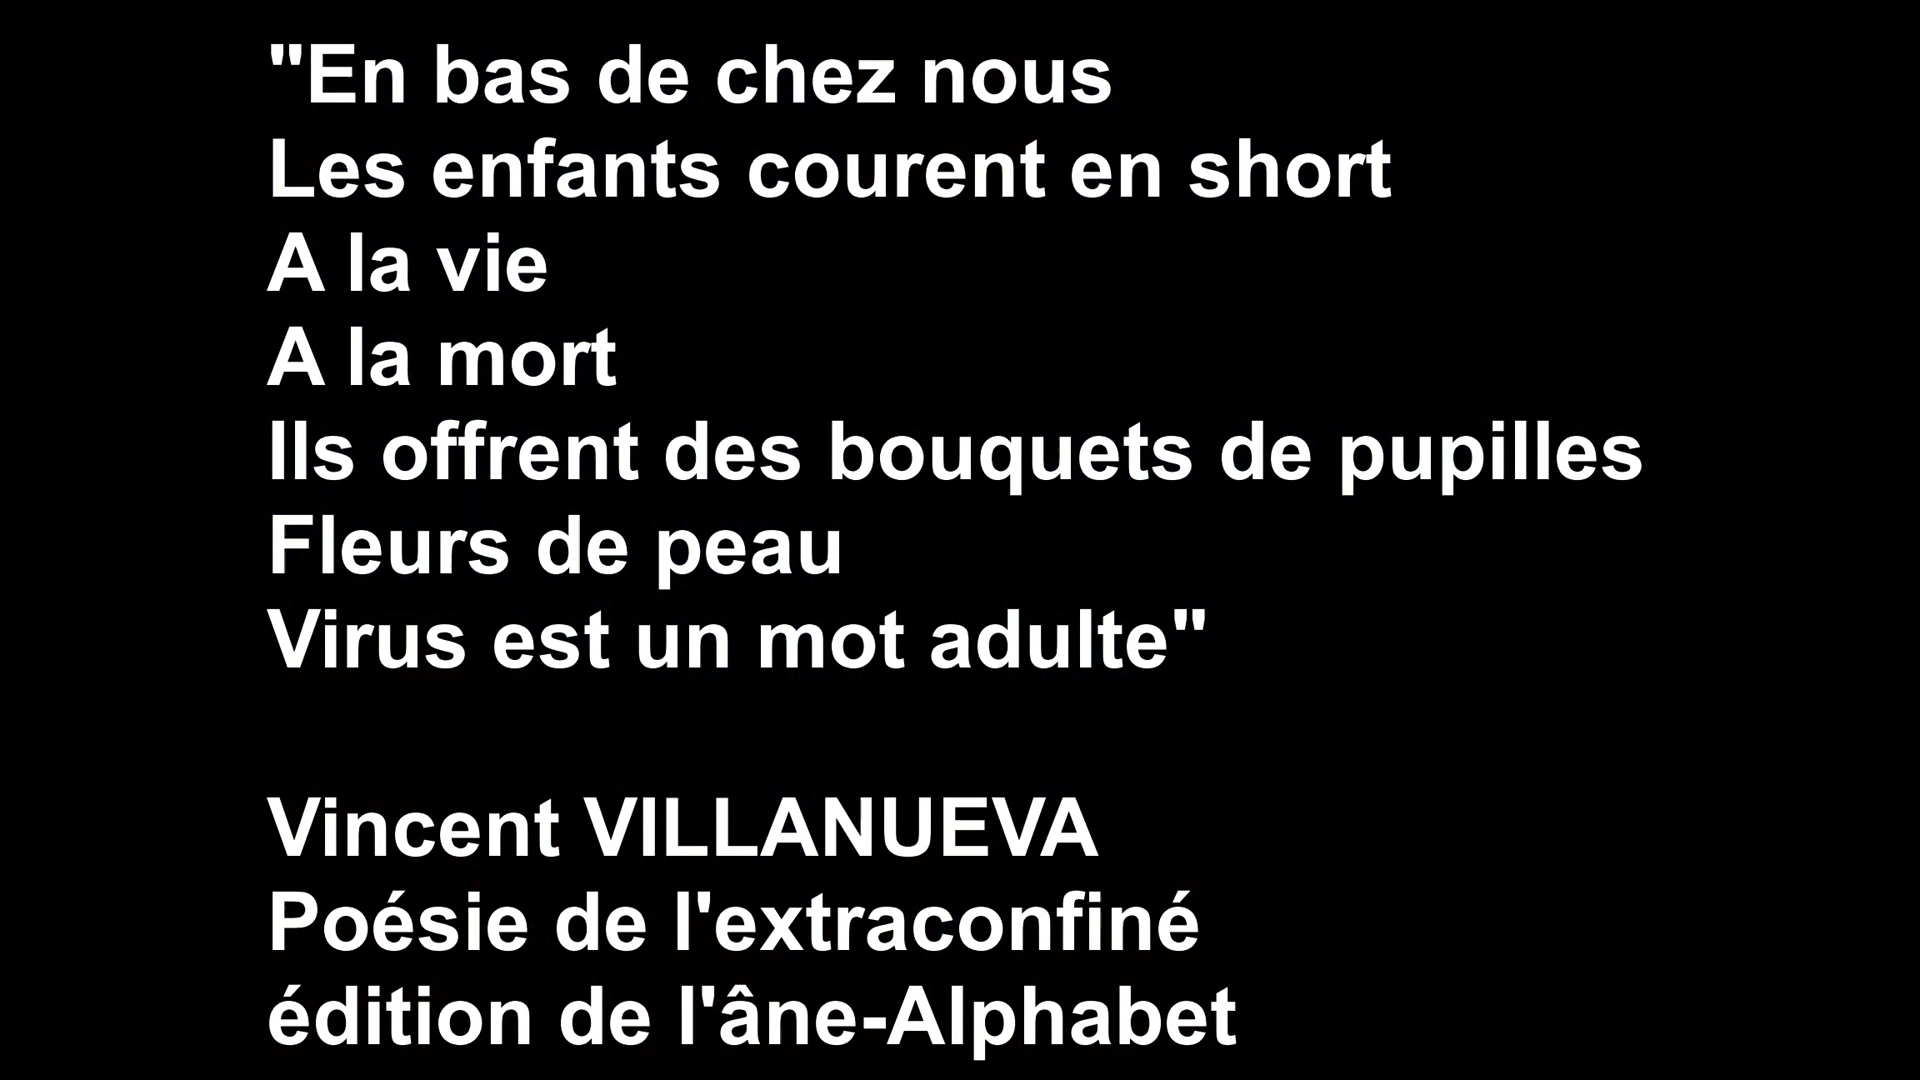 "En bas de chez nous
Les enfants courent en short
A la vie
A la mort
Ils offrent des bouquets de pupilles
Fleurs de peau
Virus est un mot adulte"
Vincent VILLANUEVA
Poésie de l'extraconfiné
édition de l'âne-Alphabet